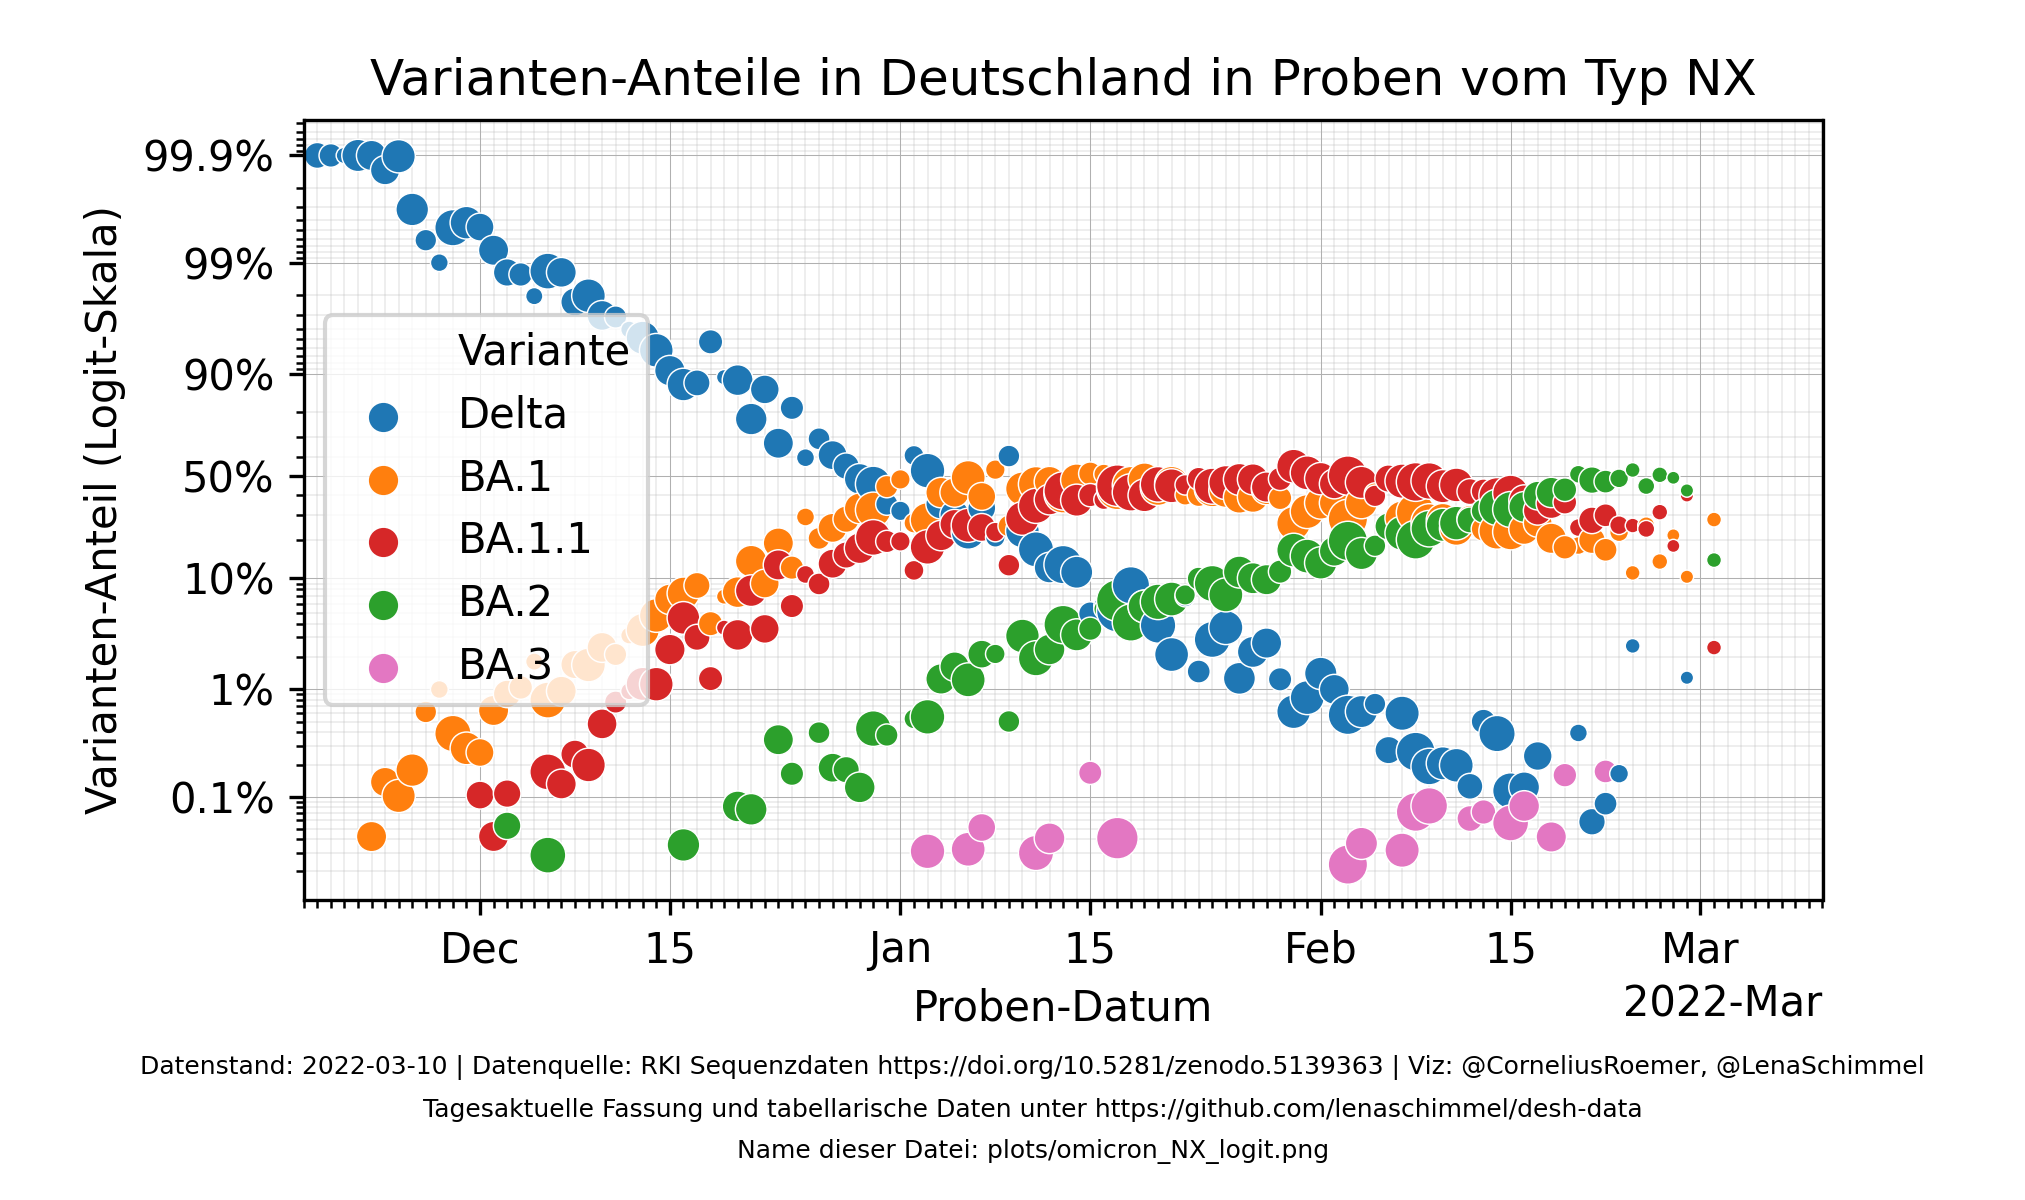 Varianten-Anteile in Deutschland in Proben vom Typ NX
Varianten-Anteil (Logit-Skala)
99.9%
99%
90%
50%
10%
1%
0.1%
Variante
Delta
BA.1
BA.1.1
BA.2
BA.3
Dec 15 Jan 15 Feb 15 Mar
2022-Mar
Proben-Datum
Datenstand: 2022-03-10 | Datenquelle: RKI Sequenzdaten https://doi.org/10.5281/zenodo.5139363 | Viz: @CorneliusRoemer, @LenaSchimmel
Tagesaktuelle Fassung und tabellarische Daten unter https://github.com/lenaschimmel/desh-data
Name dieser Datei: plots/omicron_NX_logit.png